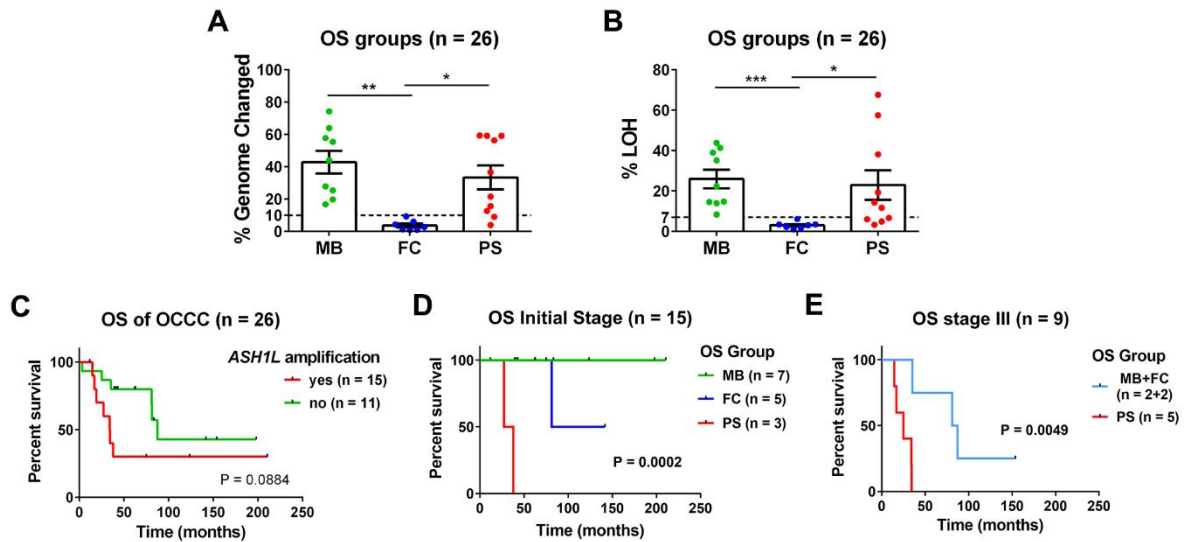 A
OS groups (n = 26)
**
*
% Genome Changed
100
80
60
40
20
10
0
MB
FC
PS
B
OS groups (n = 26)
***
*
% LOH
80
60
40
20
7
0
MB
FC
PS
C
OS of OCCC (n = 26)
ASH1L amplification
yes (n = 15)
no (n = 11)
Percent survival
100
50
0
P = 0.0884
0 50 100 150 200 250
Time (months)
D
OS Initial Stage (n = 15)
OS Group
MB (n = 7)
FC (n = 5)
PS (n = 3)
Percent survival
100
50
0
P = 0.0002
0 50 100 150 200 250
Time (months)
E
OS stage III (n = 9)
OS Group
MB+FC
(n = 2+2)
PS (n = 5)
Percent survival
100
50
0
P = 0.0049
0 50 100 150 200 250
Time (months)